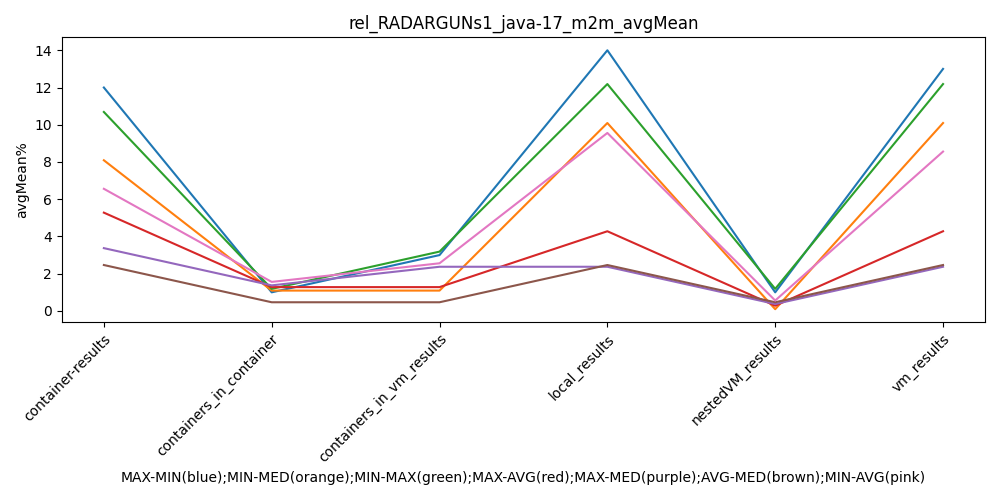 rel_RADARGUNs1_java-17_m2m_avgMean
avgMean%
14
12
10
8
6
4
2
0
container-results
containers_in_container
containers_in_vm_results
local_results
nestedVM_results
vm_results
MAX-MIN(blue);MIN-MED(orange);MIN-MAX(green);MAX-AVG(red);MAX-MED(purple);AVG-MED(brown);MIN-AVG(pink)